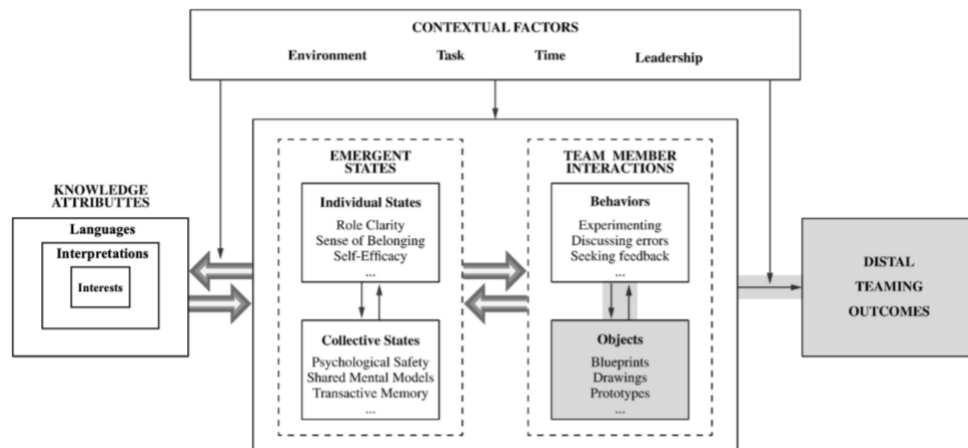 CONTEXTUAL FACTORS
Environment Task Time Leadership
KNOWLEDGE
ATTRIBUTTES
Languages
Interpretations
Interests
EMERGENT
STATES
Individual States
Role Clarity
Sense of Belonging
Self-Efficacy
...
Collective States
Psychological Safety
Shared Mental Models
Transactive Memory
...
TEAM MEMBER
INTERACTIONS
Behaviors
Experimenting
Discussing errors
Seeking feedback
...
Objects
Blueprints
Drawings
Prototypes
...
DISTAL
TEAMING
OUTCOMES